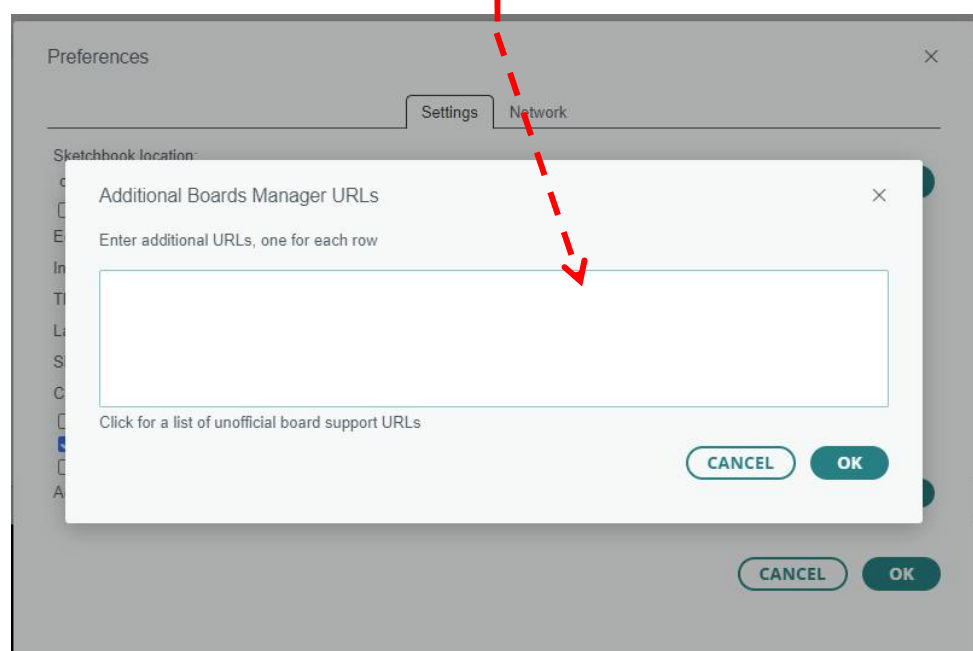 Preferences
Settings Network
Sketchbook location:
Additional Boards Manager URLs
Enter additional URLs, one for each row
Click for a list of unofficial board support URLs
CANCEL OK
CANCEL OK